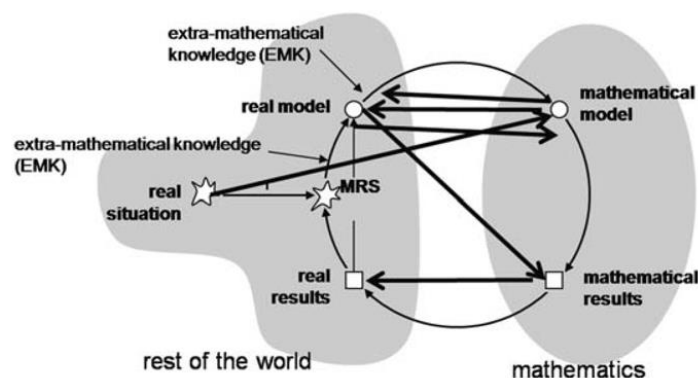 extra-mathematical
knowledge (EMK)
real model
mathematical
model
extra-mathematical knowledge
(EMK)
real
situation
MRS
real
results
mathematical
results
rest of the world
mathematics